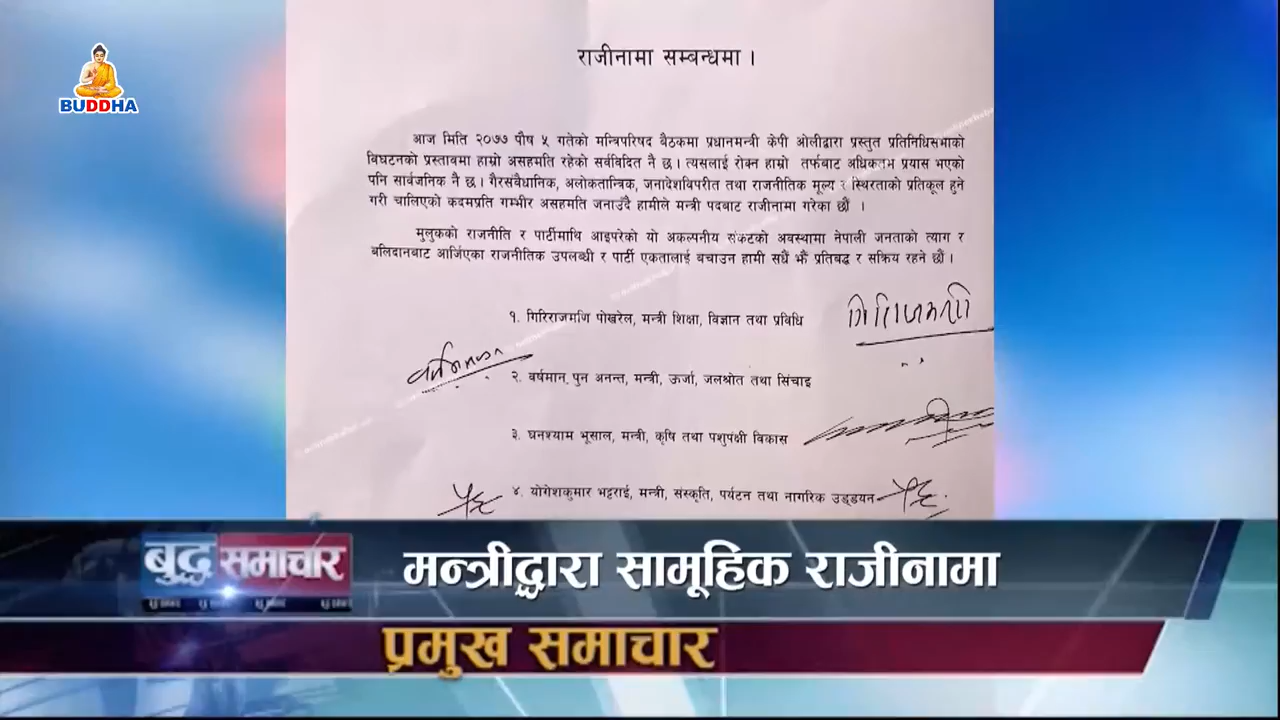 BUDDHA
राजीनामा सम्बन्धमा ।
आज मिति २०७७ पौष ५ गतेको मन्त्रिपरिषद बैठकमा प्रधानमन्त्री केपी ओलीद्वारा प्रस्तुत प्रतिनिधिसभाको
विघटनको प्रस्तावमा हाम्रो असहमति रहेको सर्वविदित नै छ । त्यसलाई रोक्न हाम्रो तर्फबाट अधिकतम प्रयास भएको
पनि सार्वजनिक नै छ । गैरसंवैधानिक, अलोकतान्त्रिक, जनादेशविपरीत तथा राजनीतिक मूल्य र स्थिरताको प्रतिकूल हुने
गरी चालिएको कदमप्रति गम्भीर असहमति जनाउँदै हामीले मन्त्री पदबाट राजीनामा गरेका छौं ।
मुलुकको राजनीति र पार्टीमाथि आइपरेको यो अकल्पनीय संकटको अवस्थामा नेपाली जनताको त्याग र
बलिदानबाट आर्जिएका राजनीतिक उपलब्धी र पार्टी एकतालाई बचाउन हामी सधैं झैं प्रतिबद्ध र सक्रिय रहने छौं ।
१. गिरिराजमणि पोखरेल, मन्त्री शिक्षा, विज्ञान तथा प्रविधि
गिरिराजमणि
२. वर्षमान पुन अनन्त, मन्त्री, ऊर्जा, जलश्रोत तथा सिंचाइ
३. घनश्याम भूसाल, मन्त्री, कृषि तथा पशुपंक्षी विकास
४. योगेशकुमार भट्टराई, मन्त्री, संस्कृति, पर्यटन तथा नागरिक उड्डयन
बुद्ध समाचार
मन्त्रीद्वारा सामूहिक राजीनामा
प्रमुख समाचार